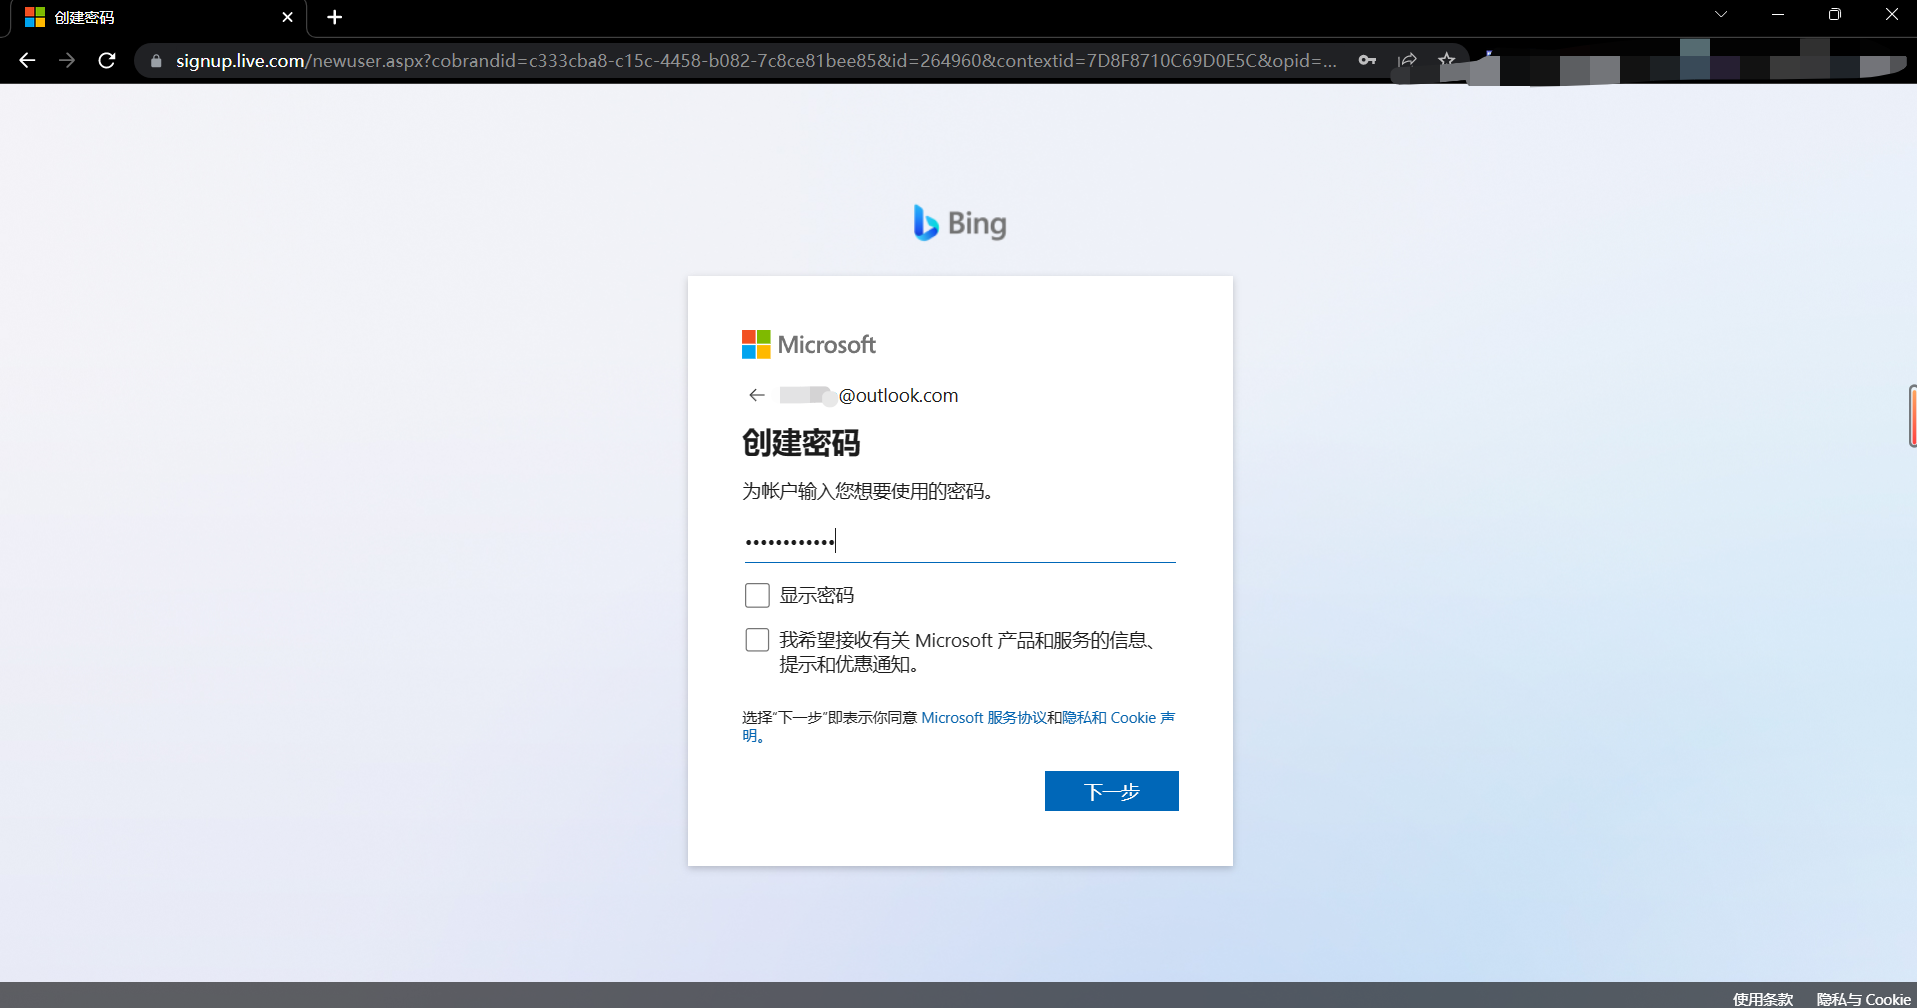 创建密码
signup.live.com/newuser.aspx?cobrandid=c333cba8-c15c-4458-b082-7c8ce81bee85&id=264960&contextid=7D8F8710C69D0E5C&opid=...
Bing
Microsoft
@outlook.com
创建密码
为帐户输入您想要使用的密码。
显示密码
我希望接收有关 Microsoft 产品和服务的信息、
提示和优惠通知。
选择“下一步”即表示你同意 Microsoft 服务协议和隐私和 Cookie 声
明。
下一步
使用条款 隐私与 Cookie